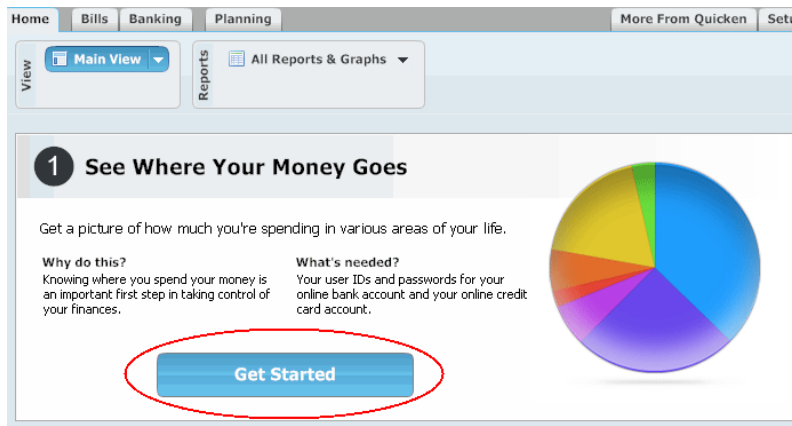 Home Bills Banking Planning More From Quicken
View Main View Reports All Reports & Graphs
1 See Where Your Money Goes
Get a picture of how much you're spending in various areas of your life.
Why do this?
Knowing where you spend your money is
an important first step in taking control of
your finances.
What's needed?
Your user IDs and passwords for your
online bank account and your online credit
card account.
Get Started